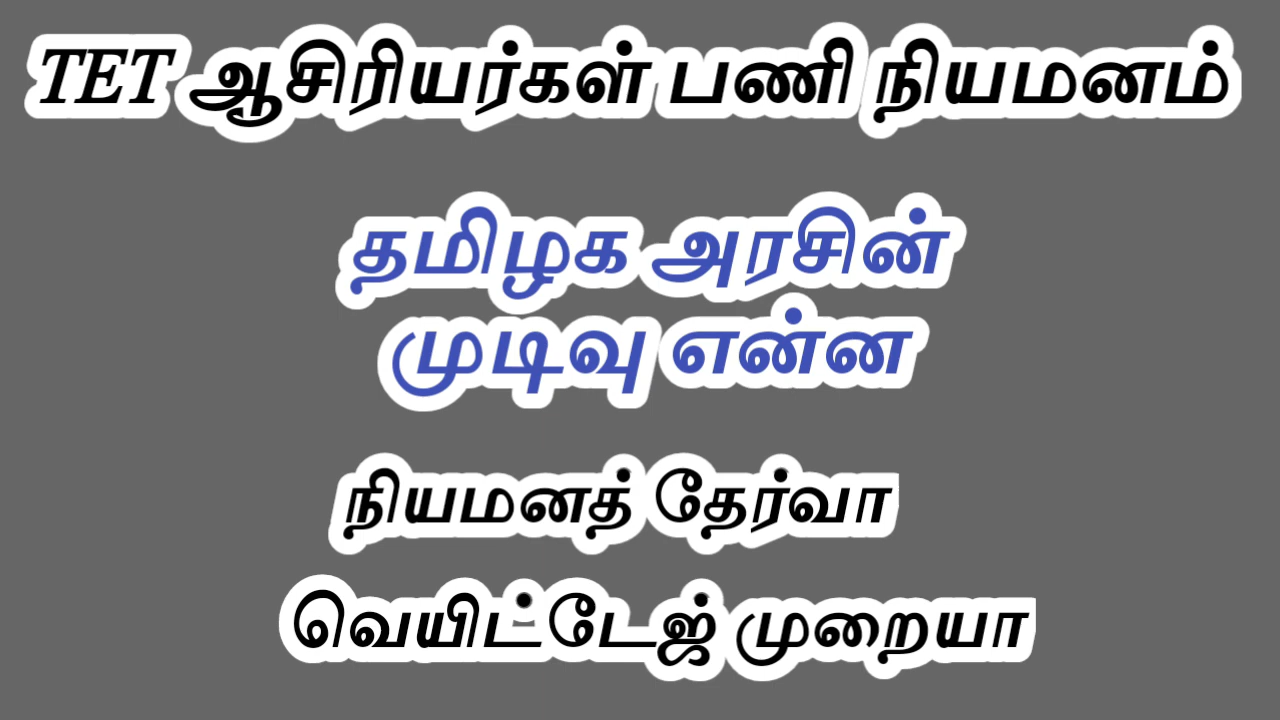 TET ஆசிரியர்கள் பணி நியமனம்
தமிழக அரசின்
முடிவு என்ன
நியமனத் தேர்வா
வெயிட்டேஜ் முறையா